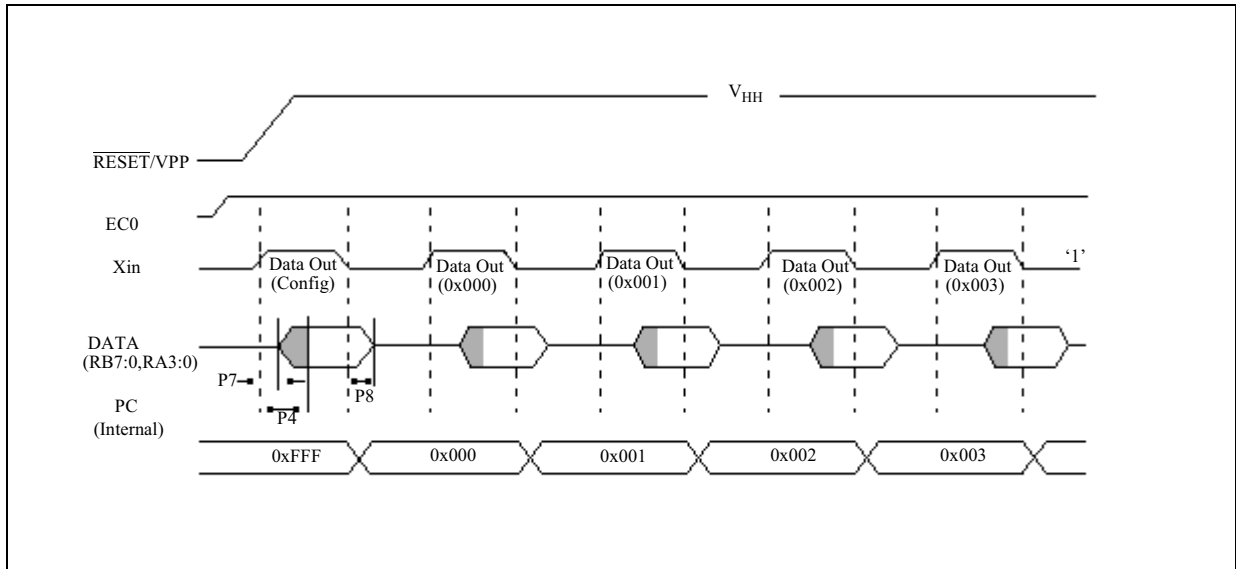 V_HH
RESET/VPP
EC0
Xin
Data Out
(Config)
Data Out
(0x000)
Data Out
(0x001)
Data Out
(0x002)
Data Out
(0x003)
‘1’
DATA
(RB7:0,RA3:0)
P7
P8
P4
PC
(Internal)
0xFFF
0x000
0x001
0x002
0x003